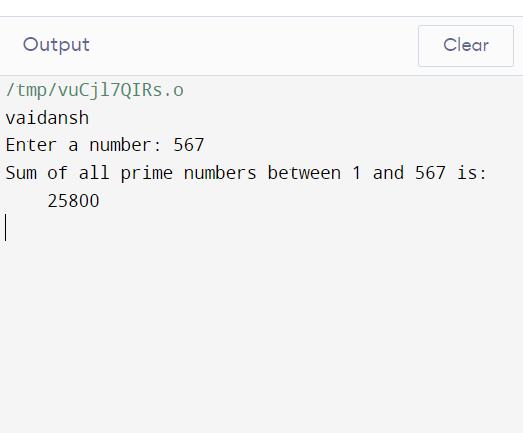 Output
Clear
/tmp/vuCjl7QIRs.o
vaidansh
Enter a number: 567
Sum of all prime numbers between 1 and 567 is:
25800